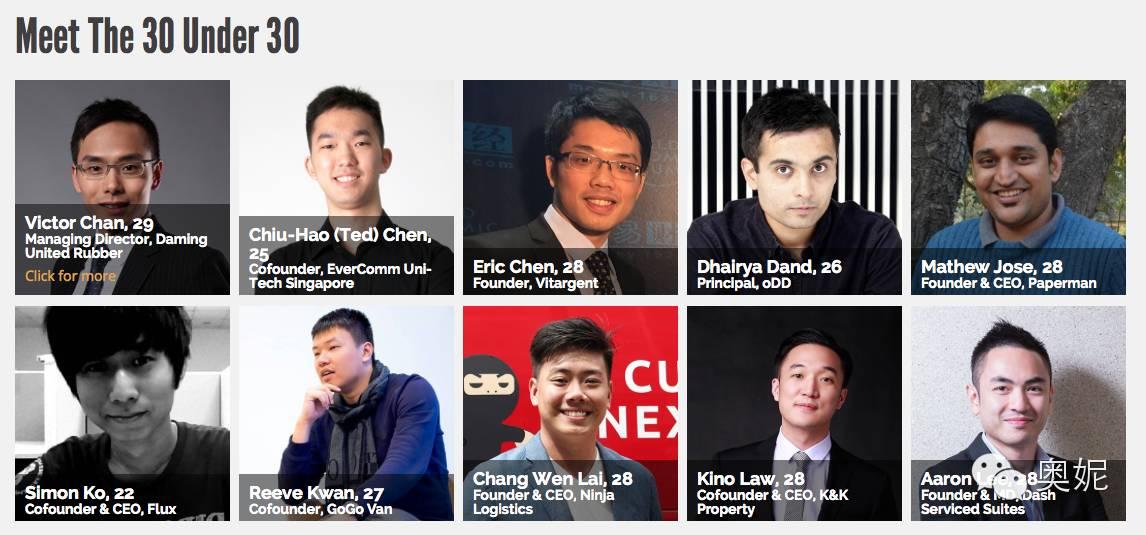 Meet The 30 Under 30
Victor Chan, 29
Managing Director, Daming
United Rubber
Click for more
Chiu-Hao (Ted) Chen,
25
Cofounder, EverComm Uni-
Tech Singapore
Eric Chen, 28
Founder, Vitargent
Dhairya Dand, 26
Principal, oDD
Mathew Jose, 28
Founder & CEO, Paperman
Simon Ko, 22
Cofounder & CEO, Flux
Reeve Kwan, 27
Cofounder, GoGo Van
CU
NEX
Chang Wen Lai, 28
Founder & CEO, Ninja
Logistics
Kino Law, 28
Cofounder & CEO, K&K
Property
Aaron Lee, 28
Founder & MD, Dash
Serviced Suites
奥妮